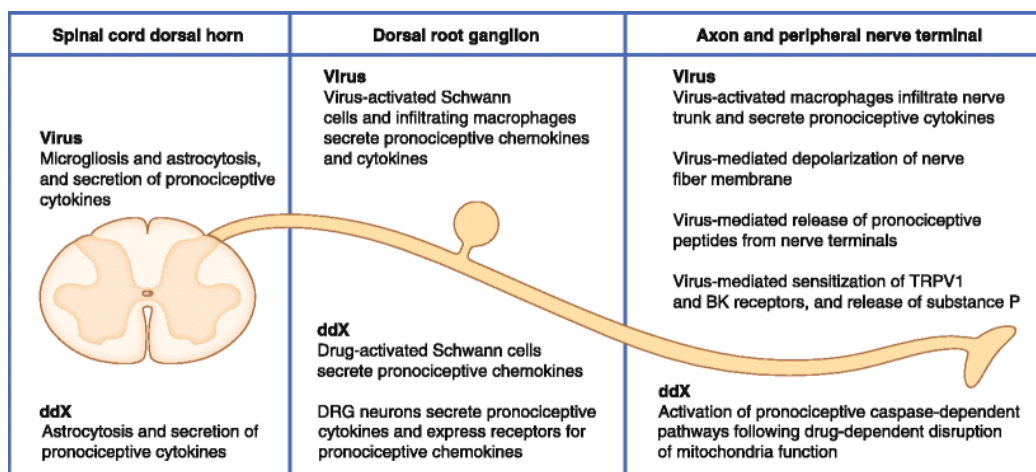 Spinal cord dorsal horn
Virus
Microgliosis and astrocytosis,
and secretion of pronociceptive
cytokines
ddX
Astrocytosis and secretion of
pronociceptive cytokines
Dorsal root ganglion
Virus
Virus-activated Schwann
cells and infiltrating macrophages
secrete pronociceptive chemokines
and cytokines
ddX
Drug-activated Schwann cells
secrete pronociceptive chemokines
DRG neurons secrete pronociceptive
cytokines and express receptors for
pronociceptive chemokines
Axon and peripheral nerve terminal
Virus
Virus-activated macrophages infiltrate nerve
trunk and secrete pronociceptive cytokines
Virus-mediated depolarization of nerve
fiber membrane
Virus-mediated release of pronociceptive
peptides from nerve terminals
Virus-mediated sensitization of TRPV1
and BK receptors, and release of substance P
ddX
Activation of pronociceptive caspase-dependent
pathways following drug-dependent disruption
of mitochondria function